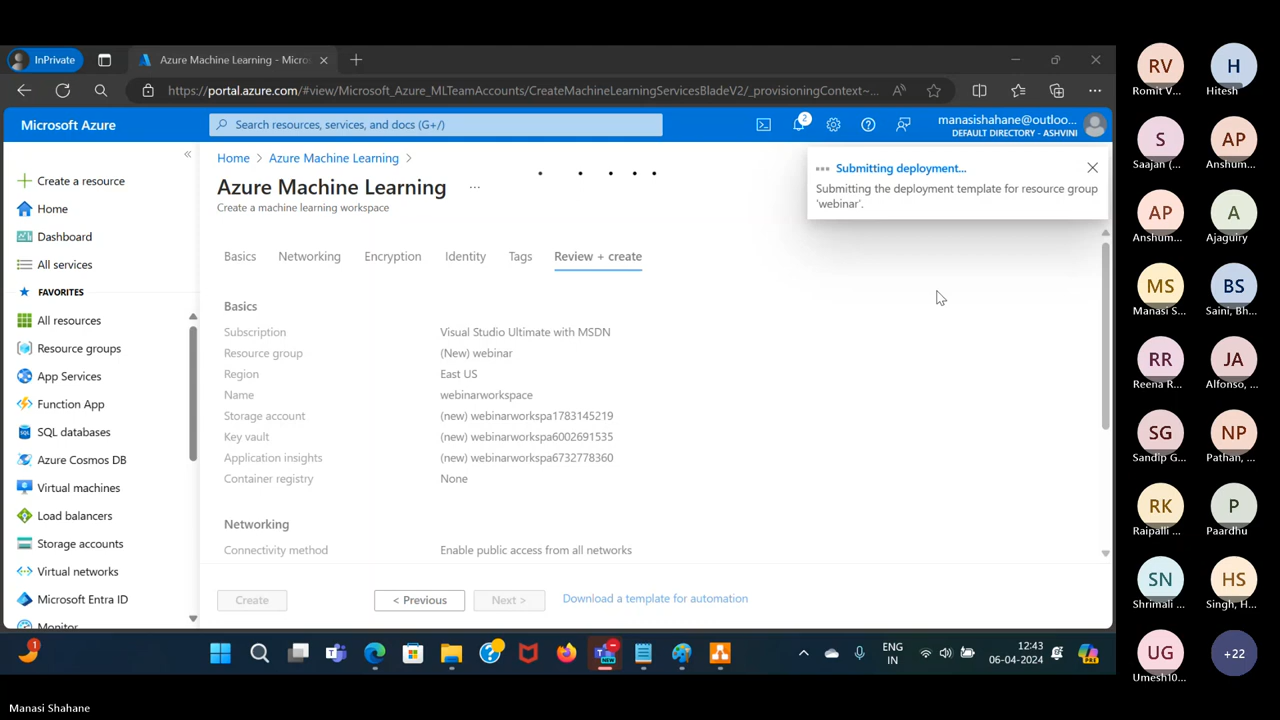 InPrivate
Azure Machine Learning - Micro
https://portal.azure.com/#view/Microsoft_Azure_MLTeamAccounts/CreateMachineLearningServicesBladeV2/_provisioningContext~...
Microsoft Azure
Search resources, services, and docs (G+/)
2
manasishahane@outloo...
DEFAULT DIRECTORY - ASHVINI
Create a resource
Home
Dashboard
All services
FAVORITES
All resources
Resource groups
App Services
Function App
SQL databases
Azure Cosmos DB
Virtual machines
Load balancers
Storage accounts
Virtual networks
Microsoft Entra ID
Monitor
Home > Azure Machine Learning >
Azure Machine Learning ...
Create a machine learning workspace
Submitting deployment...
Submitting the deployment template for resource group
'webinar'.
Basics Networking Encryption Identity Tags Review + create
Basics
Subscription Visual Studio Ultimate with MSDN
Resource group (New) webinar
Region East US
Name webinarworkspace
Storage account (new) webinarworkspa1783145219
Key vault (new) webinarworkspa6002691535
Application insights (new) webinarworkspa6732778360
Container registry None
Networking
Connectivity method Enable public access from all networks
Create < Previous Next > Download a template for automation
1
NEW
ENG
IN
12:43
06-04-2024
PRE
RV H
Romit V... Hitesh
S AP
Saajan (... Anshum...
AP A
Anshum... Ajaguiry
MS BS
Manasi S... Saini, Bh...
RR JA
Reena R... Alfonso, ...
SG NP
Sandip G... Pathan, ...
RK P
Raipalli ... Paardhu
SN HS
Shrimali ... Singh, H...
UG +22
Umesh10...
Manasi Shahane